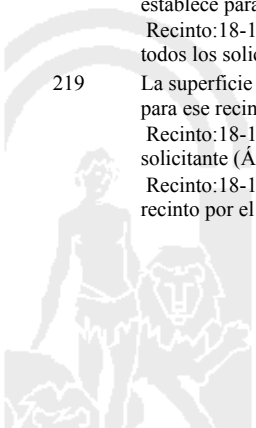 establece para
Recinto:18-1
todos los solic
219 La superficie
para ese recin
Recinto:18-1
solicitante (Á
Recinto:18-1
recinto por el